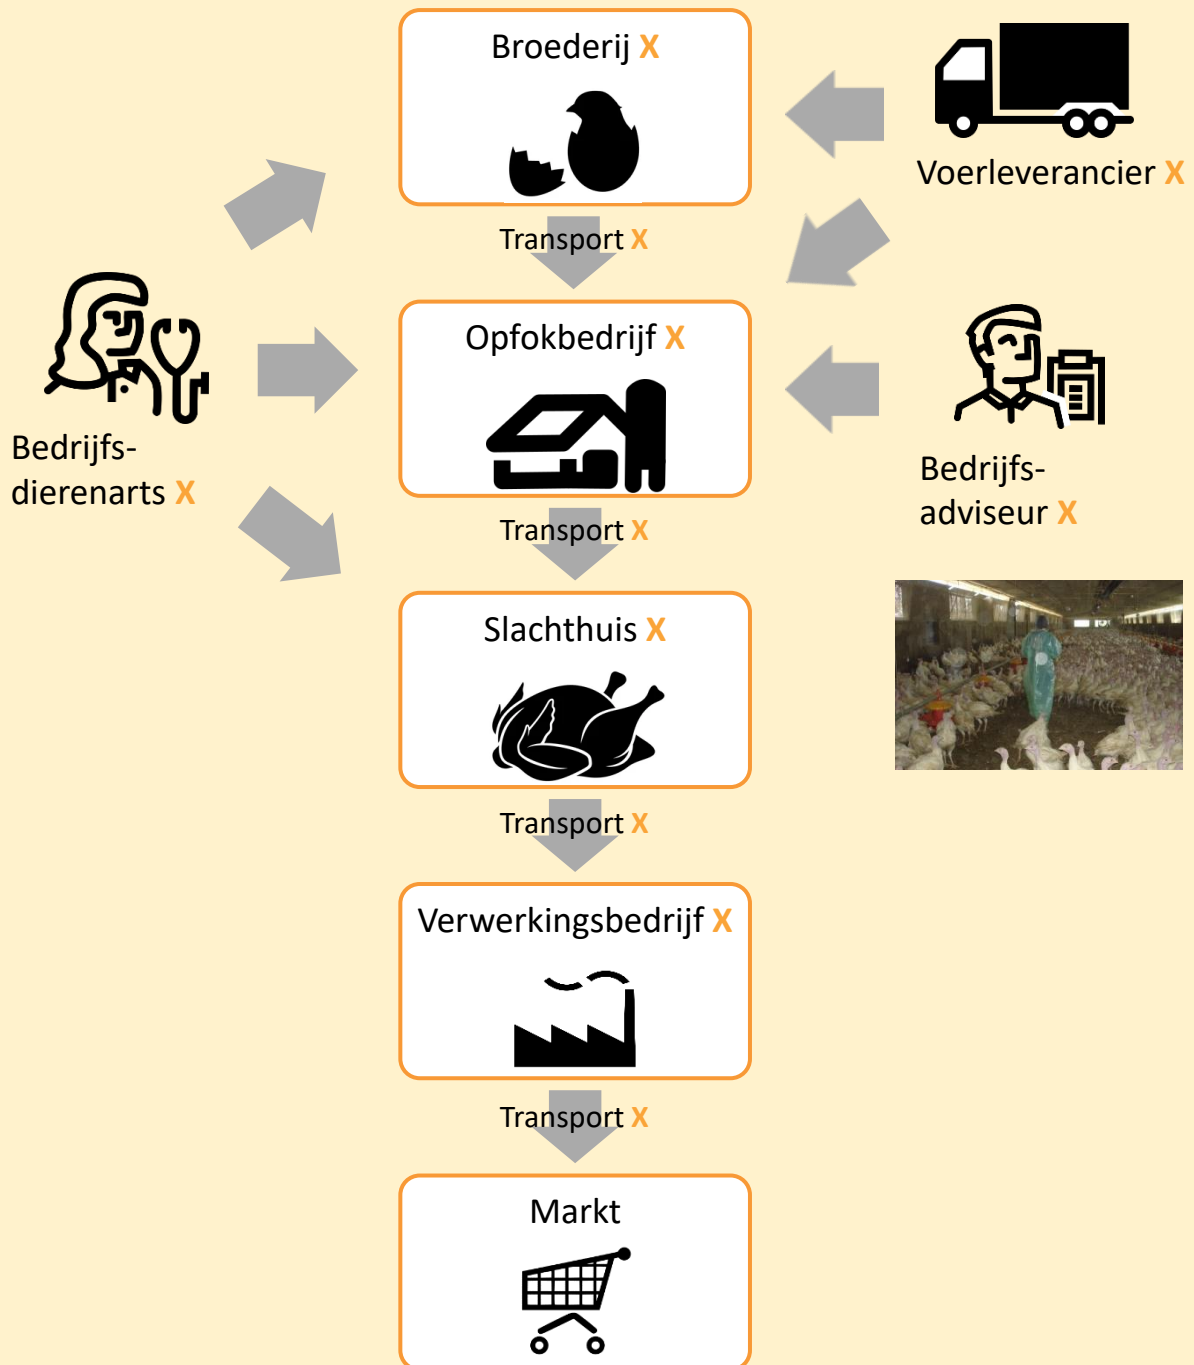 Broederij X
Voerleverancier X
Transport X
Opfokbedrijf X
Bedrijfs-
dierenarts X
Bedrijfs-
adviseur X
Transport X
Slachthuis X
Transport X
Verwerkingsbedrijf X
Transport X
Markt